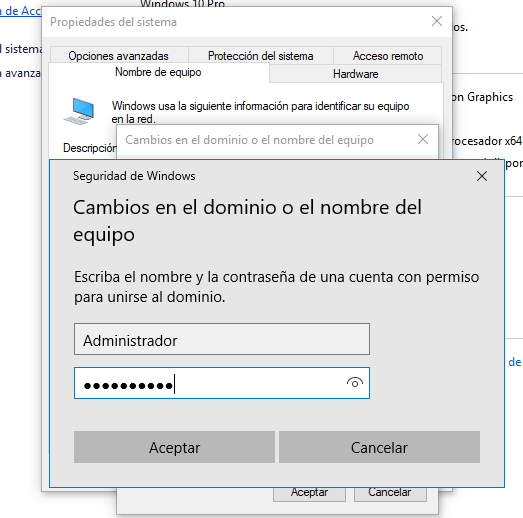 Windows 10 Pro
Propiedades del sistema
de Acc
os.
Opciones avanzadas
Protección del sistema
Acceso remoto
Nombre de equipo
Hardware
l sistema
avanza
Windows usa la siguiente información para identificar su equipo
en la red.
on Graphics
Cambios en el dominio o el nombre del equipo
rocesador x64
Descripción
Seguridad de Windows
Cambios en el dominio o el nombre del
equipo
Escriba el nombre y la contraseña de una cuenta con permiso
para unirse al dominio.
Administrador
de
Aceptar
Cancelar
Aceptar
Cancelar